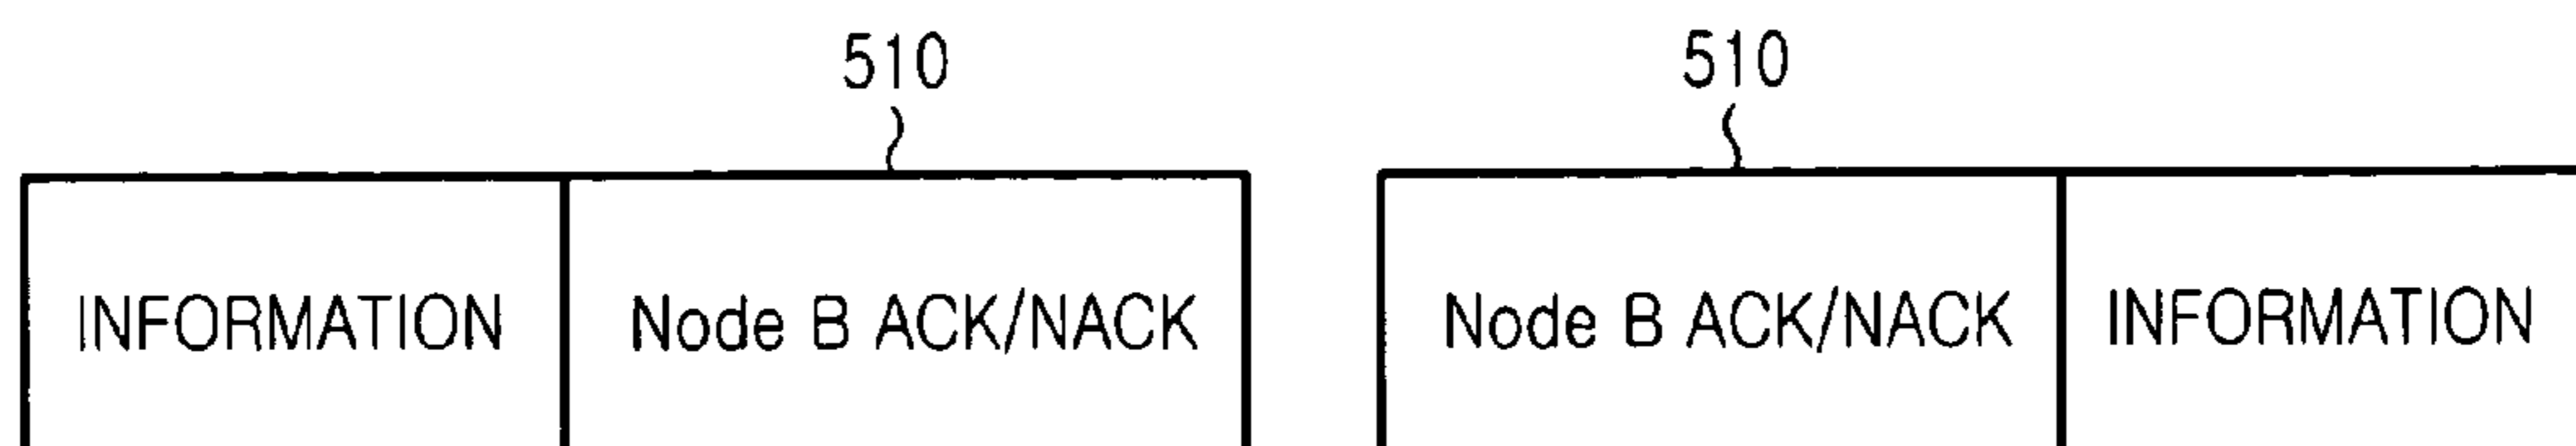 510 510
INFORMATION Node B ACK/NACK Node B ACK/NACK INFORMATION